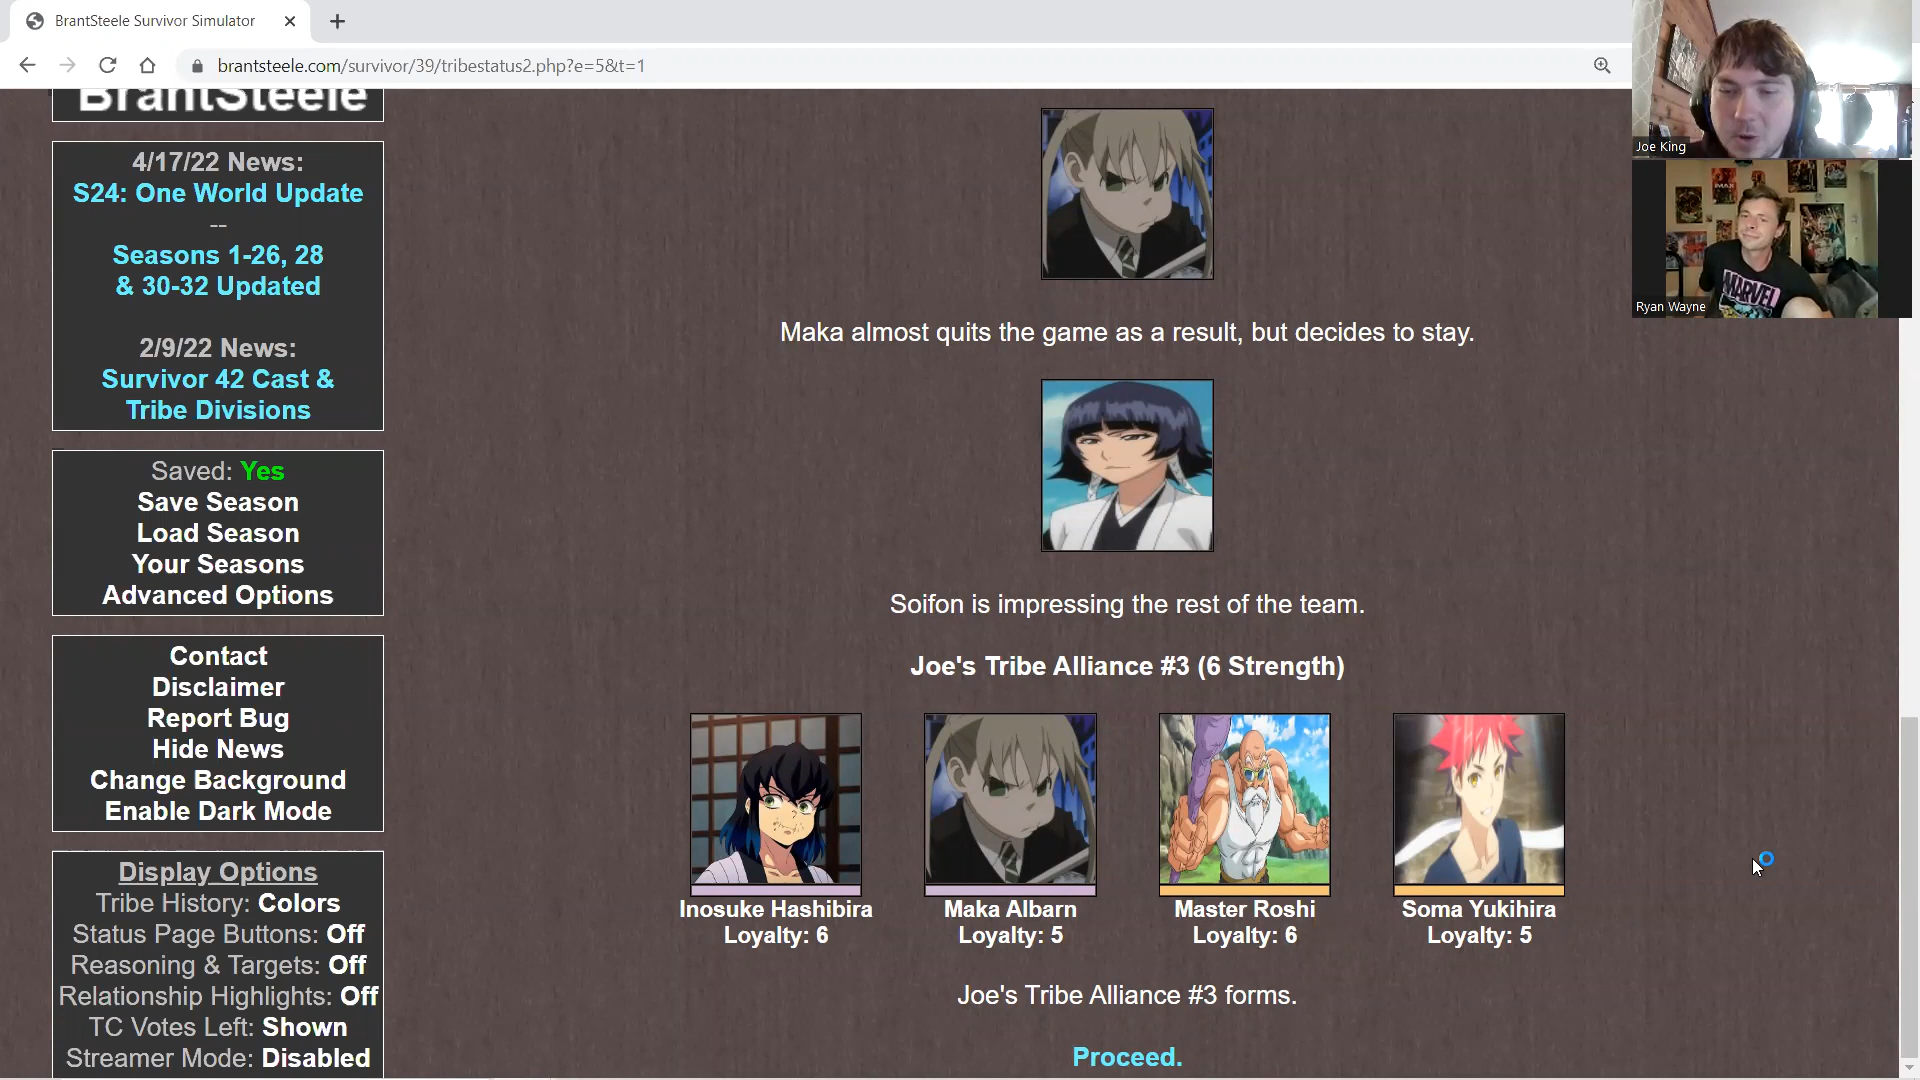 BrantSteele Survivor Simulator
brantsteele.com/survivor/39/tribestatus2.php?e=5&t=1
BrantSteele
4/17/22 News:
S24: One World Update
--
Seasons 1-26, 28
& 30-32 Updated
2/9/22 News:
Survivor 42 Cast &
Tribe Divisions
Saved: Yes
Save Season
Load Season
Your Seasons
Advanced Options
Contact
Disclaimer
Report Bug
Hide News
Change Background
Enable Dark Mode
Display Options
Tribe History: Colors
Status Page Buttons: Off
Reasoning & Targets: Off
Relationship Highlights: Off
TC Votes Left: Shown
Streamer Mode: Disabled
Maka almost quits the game as a result, but decides to stay.
Soifon is impressing the rest of the team.
Joe's Tribe Alliance #3 (6 Strength)
Inosuke Hashibira
Loyalty: 6
Maka Albarn
Loyalty: 5
Master Roshi
Loyalty: 6
Soma Yukihira
Loyalty: 5
Joe's Tribe Alliance #3 forms.
Proceed.
Joe King
MARVEL
Ryan Wayne